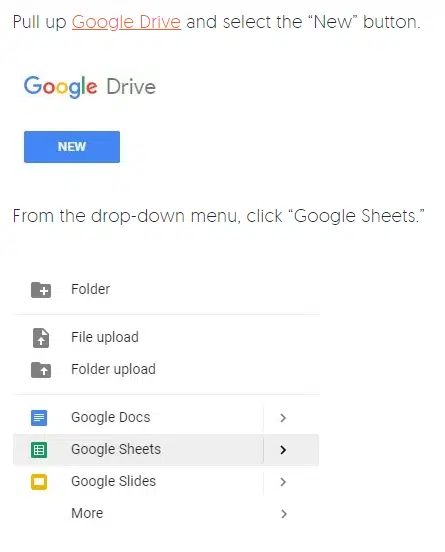 Pull up Google Drive and select the “New” button.
Google Drive
NEW
From the drop-down menu, click “Google Sheets.”
Folder
File upload
Folder upload
Google Docs
Google Sheets
Google Slides
More